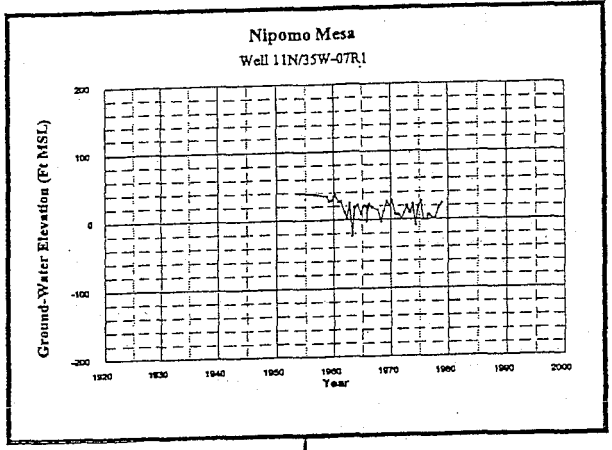 Nipomo Mesa
Well 11N/35W-07R1
Ground-Water Elevation (Ft MSL)
200
100
0
-100
-200
1920 1930 1940 1950 1960 1970 1980 1990 2000
Year